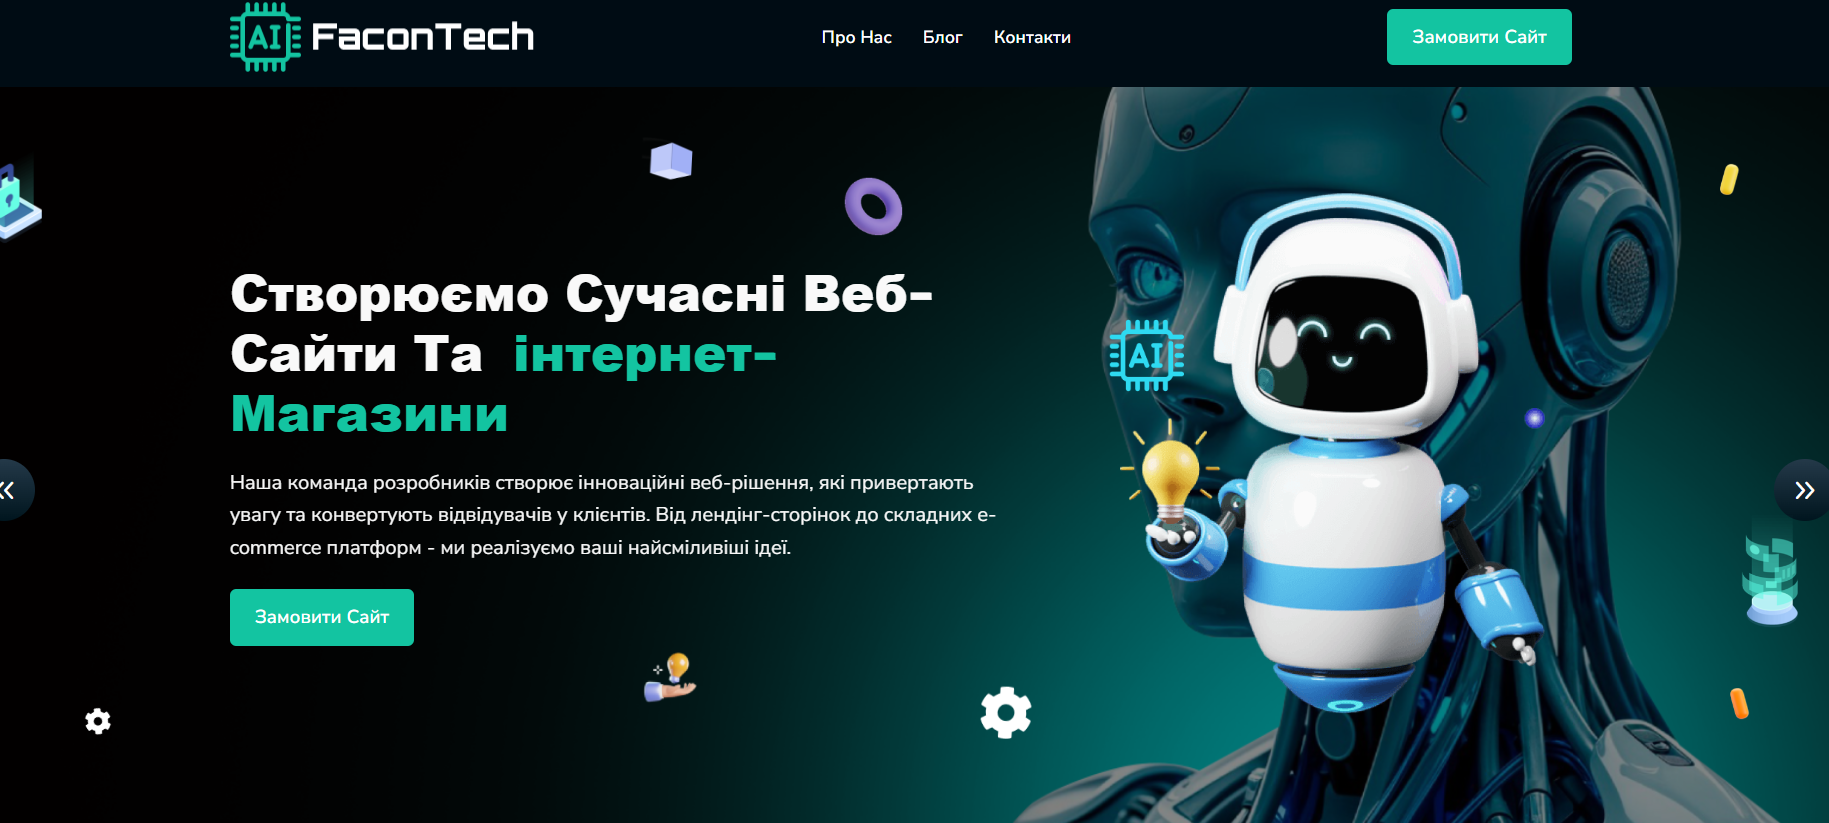 AI FaconTech
Про Нас
Блог
Контакти
Замовити Сайт
Створюємо Сучасні Веб-
Сайти Та інтернет-
Магазини
AI
Наша команда розробників створює інноваційні веб-рішення, які привертають
увагу та конвертують відвідувачів у клієнтів. Від лендінг-сторінок до складних e-
commerce платформ - ми реалізуємо ваші найсміливіші ідеї.
Замовити Сайт